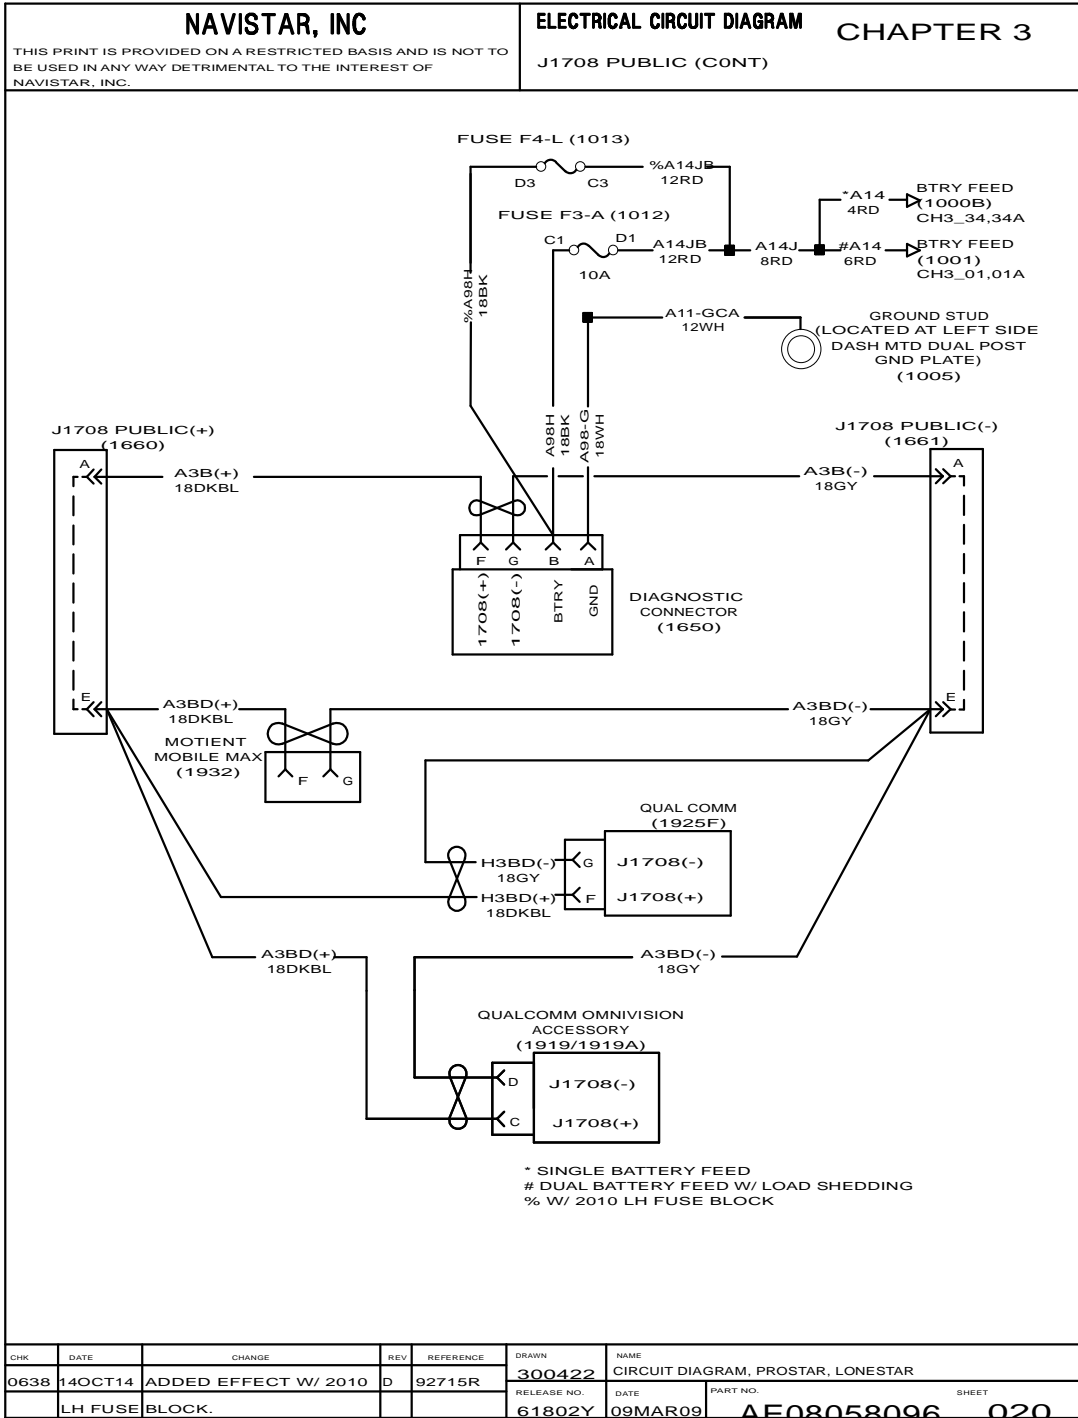 NAVISTAR, INC
THIS PRINT IS PROVIDED ON A RESTRICTED BASIS AND IS NOT TO
BE USED IN ANY WAY DETRIMENTAL TO THE INTEREST OF
NAVISTAR, INC.
ELECTRICAL CIRCUIT DIAGRAM
CHAPTER 3
J1708 PUBLIC (CONT)
FUSE F4-L (1013)
D3
C3
%A14JB
12RD
*A14
4RD
BTRY FEED
(1000B)
CH3_34,34A
FUSE F3-A (1012)
C1
D1
10A
A14JB
12RD
A14J
8RD
#A14
6RD
BTRY FEED
(1001)
CH3_01,01A
%A98H
18BK
A11-GCA
12WH
GROUND STUD
(LOCATED AT LEFT SIDE
DASH MTD DUAL POST
GND PLATE)
(1005)
A98H
18BK
A98-G
18WH
J1708 PUBLIC(+)
(1660)
J1708 PUBLIC(-)
(1661)
A
A3B(+)
18DKBL
A3B(-)
18GY
A
F
G
B
A
1708(+)
1708(-)
BTRY
GND
DIAGNOSTIC
CONNECTOR
(1650)
E
A3BD(+)
18DKBL
A3BD(-)
18GY
E
MOTIENT
MOBILE MAX
(1932)
F
G
QUAL COMM
(1925F)
H3BD(-)
18GY
G
J1708(-)
H3BD(+)
18DKBL
F
J1708(+)
A3BD(+)
18DKBL
A3BD(-)
18GY
QUALCOMM OMNIVISION
ACCESSORY
(1919/1919A)
D
J1708(-)
C
J1708(+)
* SINGLE BATTERY FEED
# DUAL BATTERY FEED W/ LOAD SHEDDING
% W/ 2010 LH FUSE BLOCK
CHK DATE CHANGE REV REFERENCE
0638 14OCT14 ADDED EFFECT W/ 2010 D 92715R
LH FUSE BLOCK.
DRAWN
300422
NAME
CIRCUIT DIAGRAM, PROSTAR, LONESTAR
RELEASE NO.
61802Y
DATE
09MAR09
PART NO.
AE08058096
SHEET
020